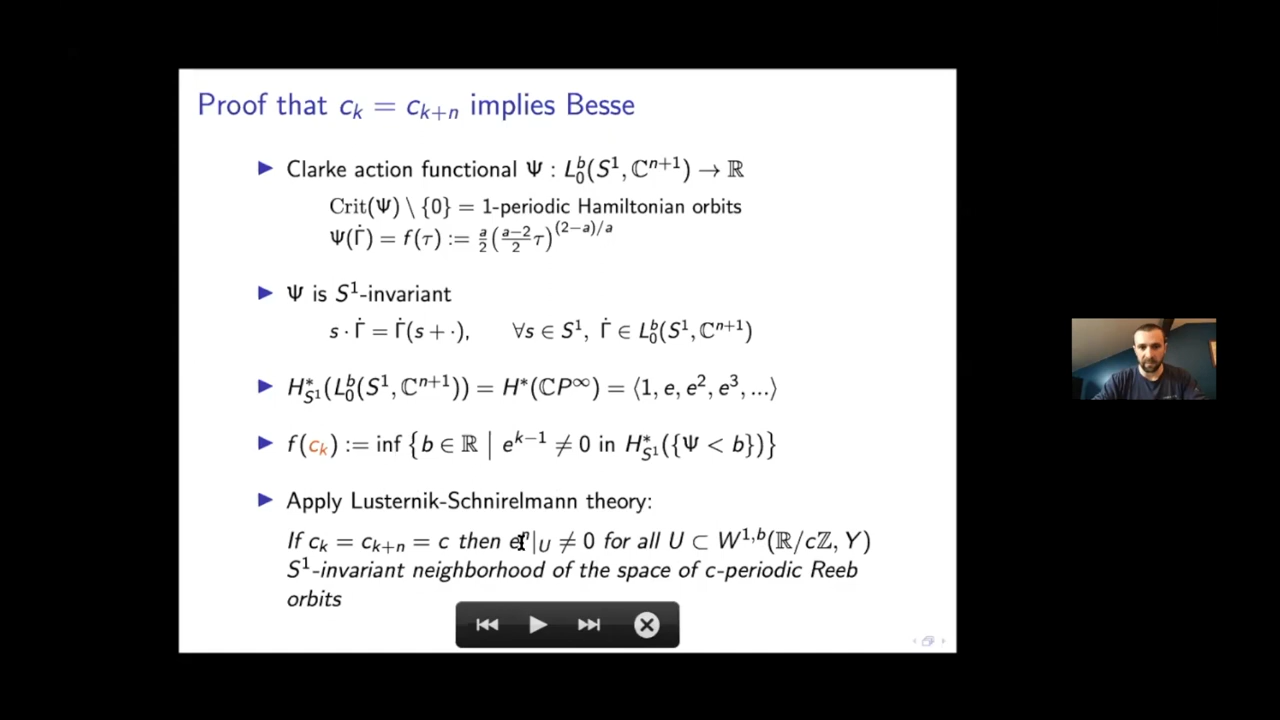 Proof that c_k = c_{k+n} implies Besse
▶ Clarke action functional Ψ : L_0^b(S^1, ℂ^{n+1}) → ℝ
Crit(Ψ) \ {0} = 1-periodic Hamiltonian orbits
Ψ(Γ̇) = f(τ) := a/2 (a−2/2 τ)^{(2−a)/a}
▶ Ψ is S^1-invariant
s · Γ̇ = Γ̇(s + ·), ∀s ∈ S^1, Γ̇ ∈ L_0^b(S^1, ℂ^{n+1})
▶ H*_{S^1}(L_0^b(S^1, ℂ^{n+1})) = H*(ℂP^∞) = ⟨1, e, e^2, e^3, ...⟩
▶ f(c_k) := inf {b ∈ ℝ | e^{k−1} ≠ 0 in H*_{S^1}({Ψ < b})}
▶ Apply Lusternik-Schnirelmann theory:
If c_k = c_{k+n} = c then e^n|_U ≠ 0 for all U ⊂ W^{1,b}(ℝ/cℤ, Y)
S^1-invariant neighborhood of the space of c-periodic Reeb
orbits